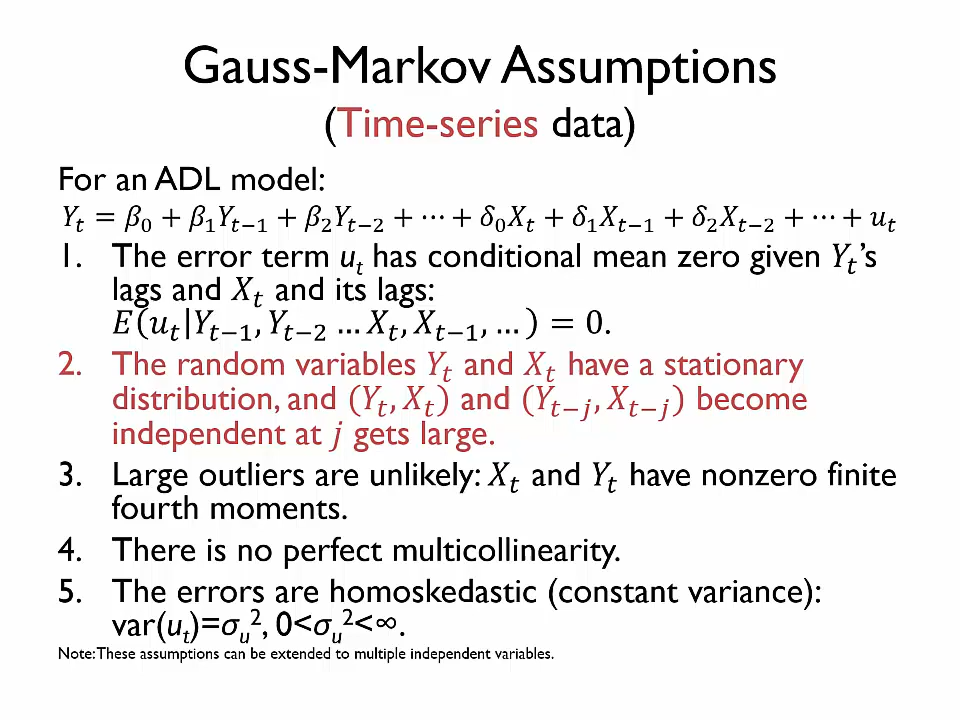 Gauss-Markov Assumptions
(Time-series data)
For an ADL model:
𝑌ₜ = 𝛽₀ + 𝛽₁𝑌ₜ₋₁ + 𝛽₂𝑌ₜ₋₂ + ⋯ + 𝛿₀𝑋ₜ + 𝛿₁𝑋ₜ₋₁ + 𝛿₂𝑋ₜ₋₂ + ⋯ + 𝑢ₜ
1. The error term uₜ has conditional mean zero given 𝑌ₜ's
lags and 𝑋ₜ and its lags:
𝐸(𝑢ₜ|𝑌ₜ₋₁, 𝑌ₜ₋₂ … 𝑋ₜ, 𝑋ₜ₋₁, … ) = 0.
2. The random variables 𝑌ₜ and 𝑋ₜ have a stationary
distribution, and (𝑌ₜ, 𝑋ₜ) and (𝑌ₜ₋ⱼ, 𝑋ₜ₋ⱼ) become
independent at 𝑗 gets large.
3. Large outliers are unlikely: 𝑋ₜ and 𝑌ₜ have nonzero finite
fourth moments.
4. There is no perfect multicollinearity.
5. The errors are homoskedastic (constant variance):
var(uₜ)=σᵤ², 0<σᵤ²<∞.
Note: These assumptions can be extended to multiple independent variables.